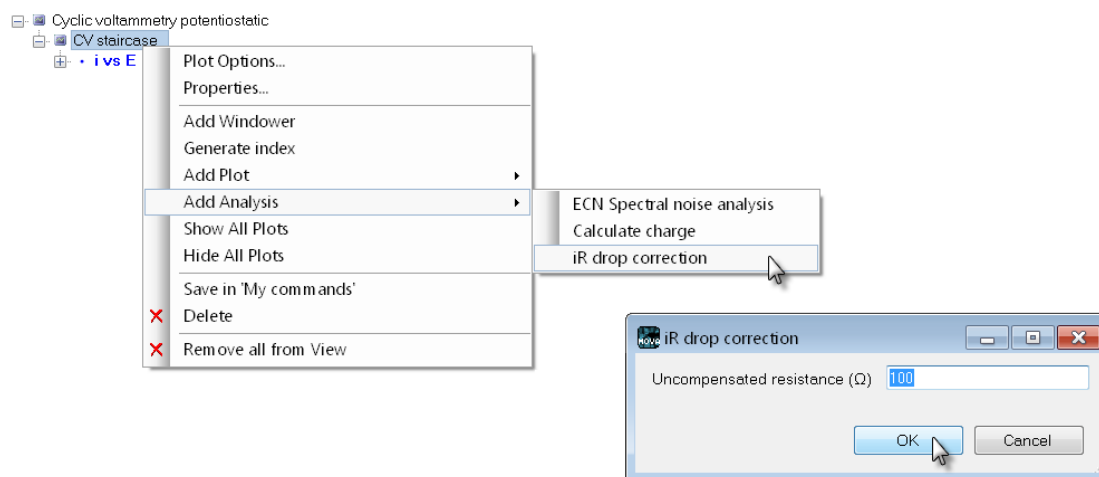 Cyclic voltammetry potentiostatic
CV staircase
i vs E
Plot Options...
Properties...
Add Windower
Generate index
Add Plot
Add Analysis
Show All Plots
Hide All Plots
Save in 'My commands'
Delete
Remove all from View
ECN Spectral noise analysis
Calculate charge
iR drop correction
NOVA iR drop correction
Uncompensated resistance (Ω) 100
OK Cancel